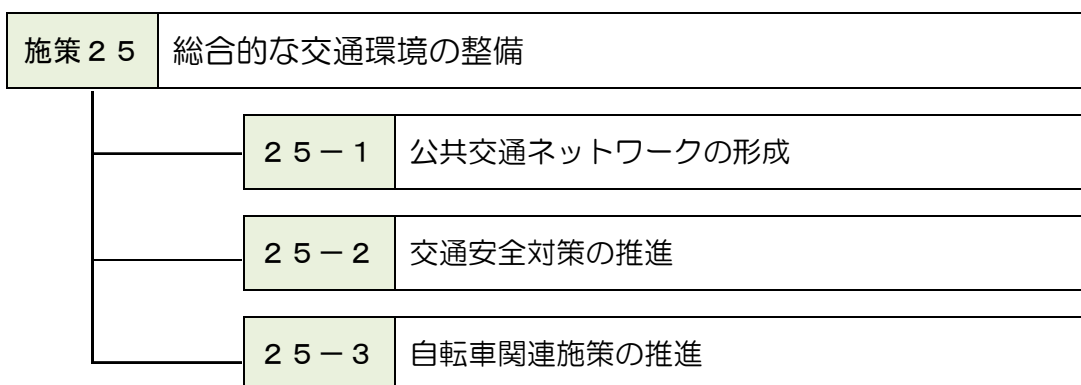 施策２５ 総合的な交通環境の整備
２５－１ 公共交通ネットワークの形成
２５－２ 交通安全対策の推進
２５－３ 自転車関連施策の推進